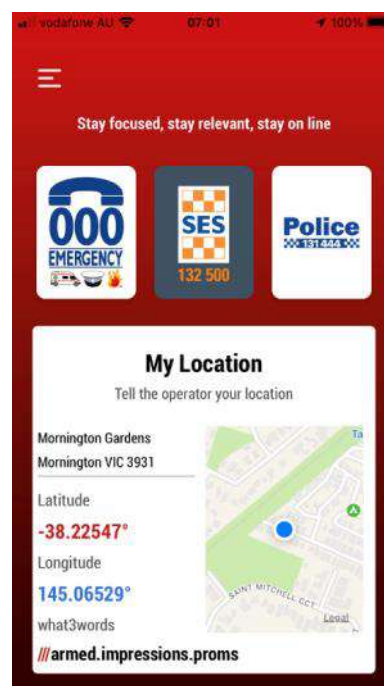 vodafone AU 07:01 100%
Stay focused, stay relevant, stay on line
000
EMERGENCY
SES
132 500
Police
131 444
My Location
Tell the operator your location
Mornington Gardens
Mornington VIC 3931
Latitude
-38.22547°
Longitude
145.06529°
what3words
///armed.impressions.proms
Ta
SAINT MITCHELL CCT
Legal